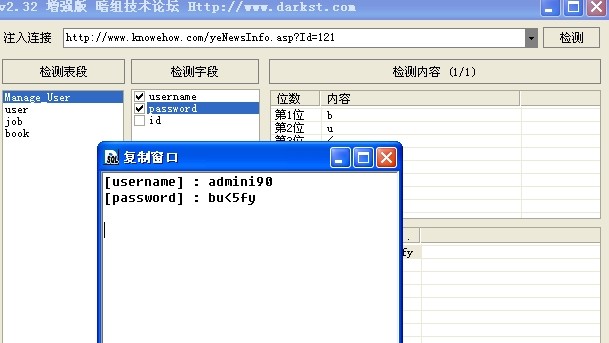 v2.32 增强版 暗组技术论坛 Http://www.darkst.com
注入连接
http://www.knowehow.com/yeNewsInfo.asp?Id=121
检测
检测表段
检测字段
检测内容 (1/1)
Manage_User
user
job
book
username
password
id
位数 内容
第1位 b
第2位 u
复制窗口
[username] : admini90
[password] : bu<5fy
fy